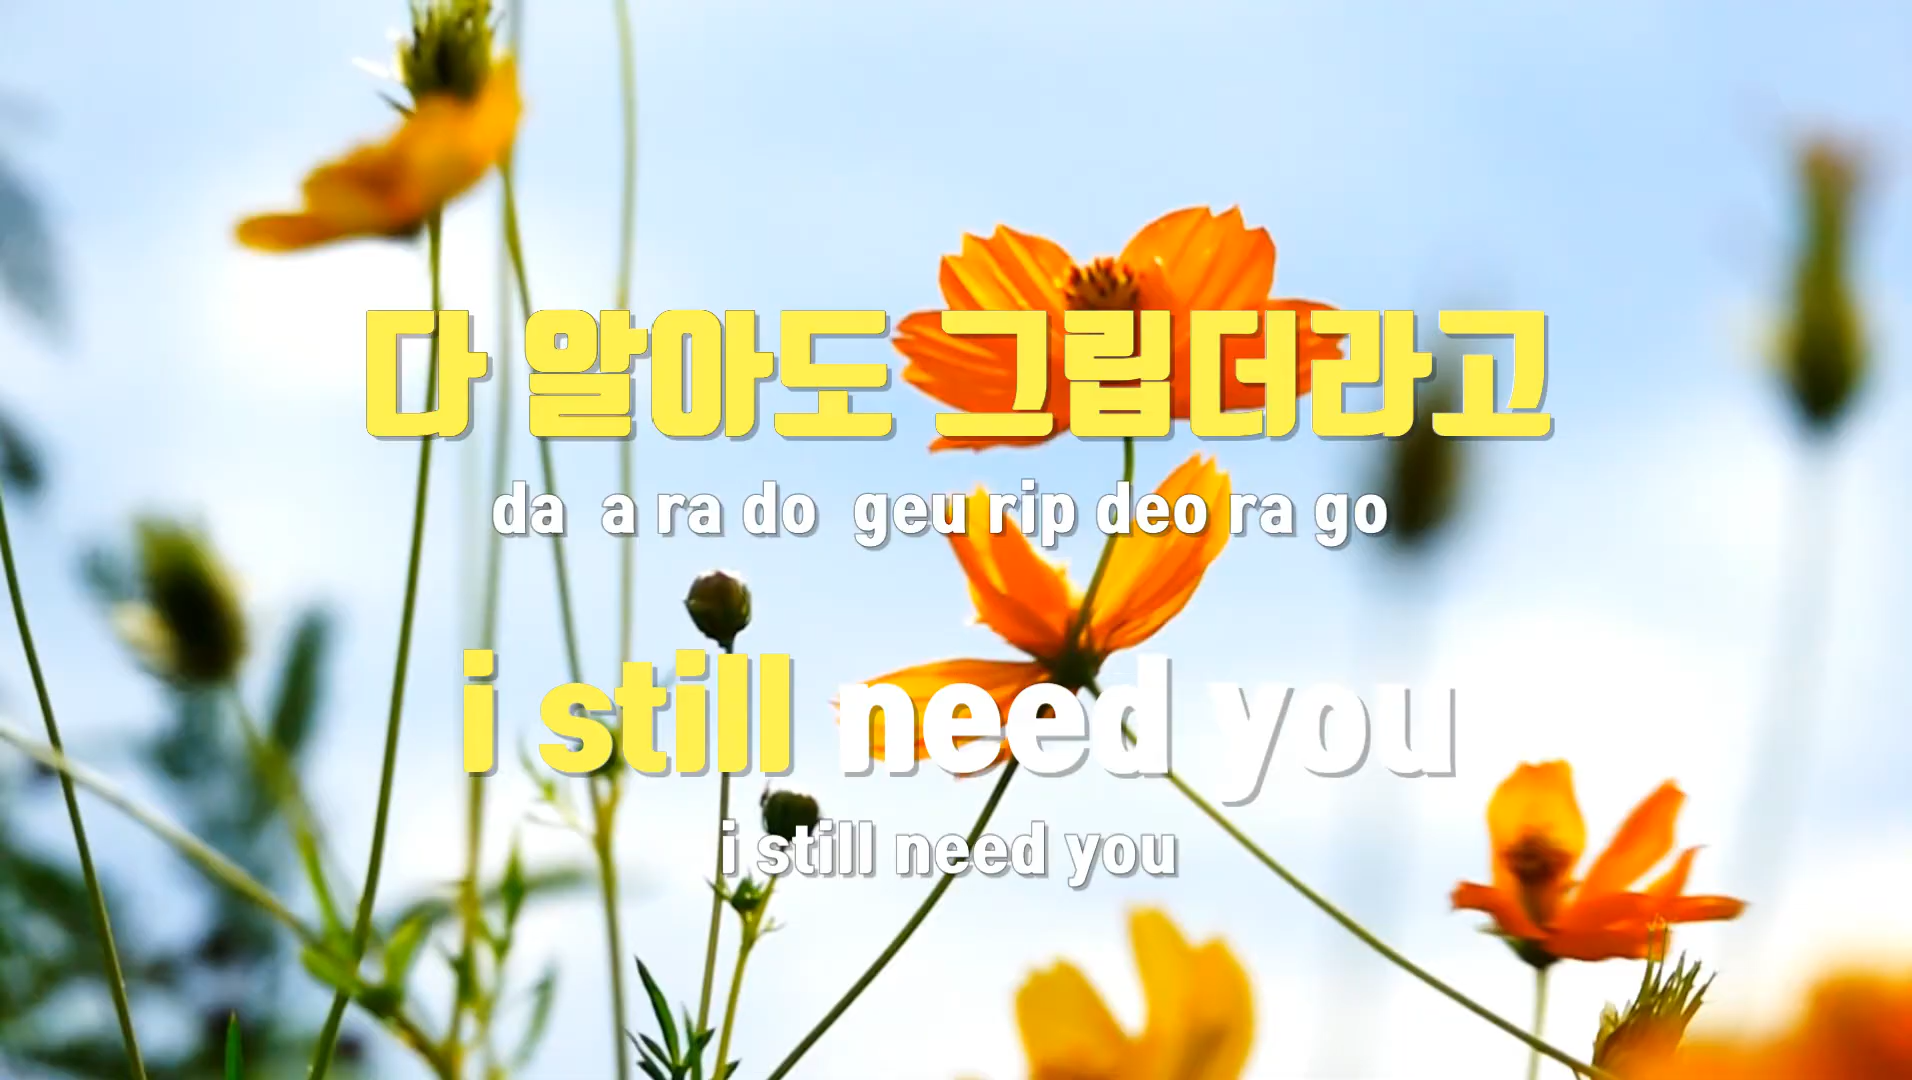 다 알아도 그립더라고
da a ra do geu rip deo ra go
i still need you
i still need you